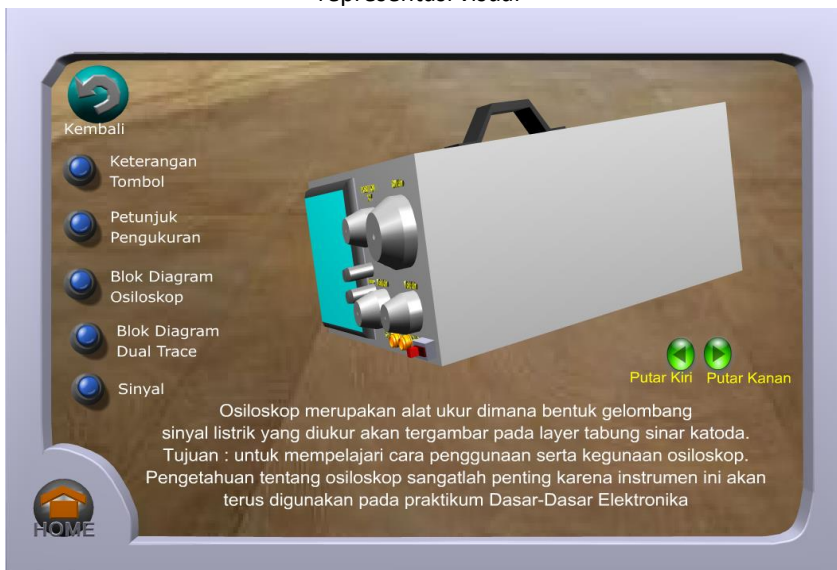 representasi visual
Kembali
Keterangan
Tombol
Petunjuk
Pengukuran
Blok Diagram
Osiloskop
Blok Diagram
Dual Trace
Sinyal
Putar Kiri Putar Kanan
Osiloskop merupakan alat ukur dimana bentuk gelombang
sinyal listrik yang diukur akan tergambar pada layer tabung sinar katoda.
Tujuan : untuk mempelajari cara penggunaan serta kegunaan osiloskop.
Pengetahuan tentang osiloskop sangatlah penting karena instrumen ini akan
terus digunakan pada praktikum Dasar-Dasar Elektronika
HOME